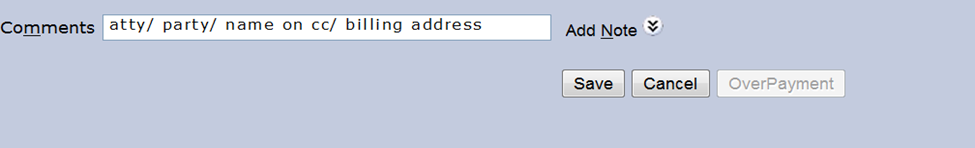 Comments atty/ party/ name on cc/ billing address Add Note
Save Cancel OverPayment